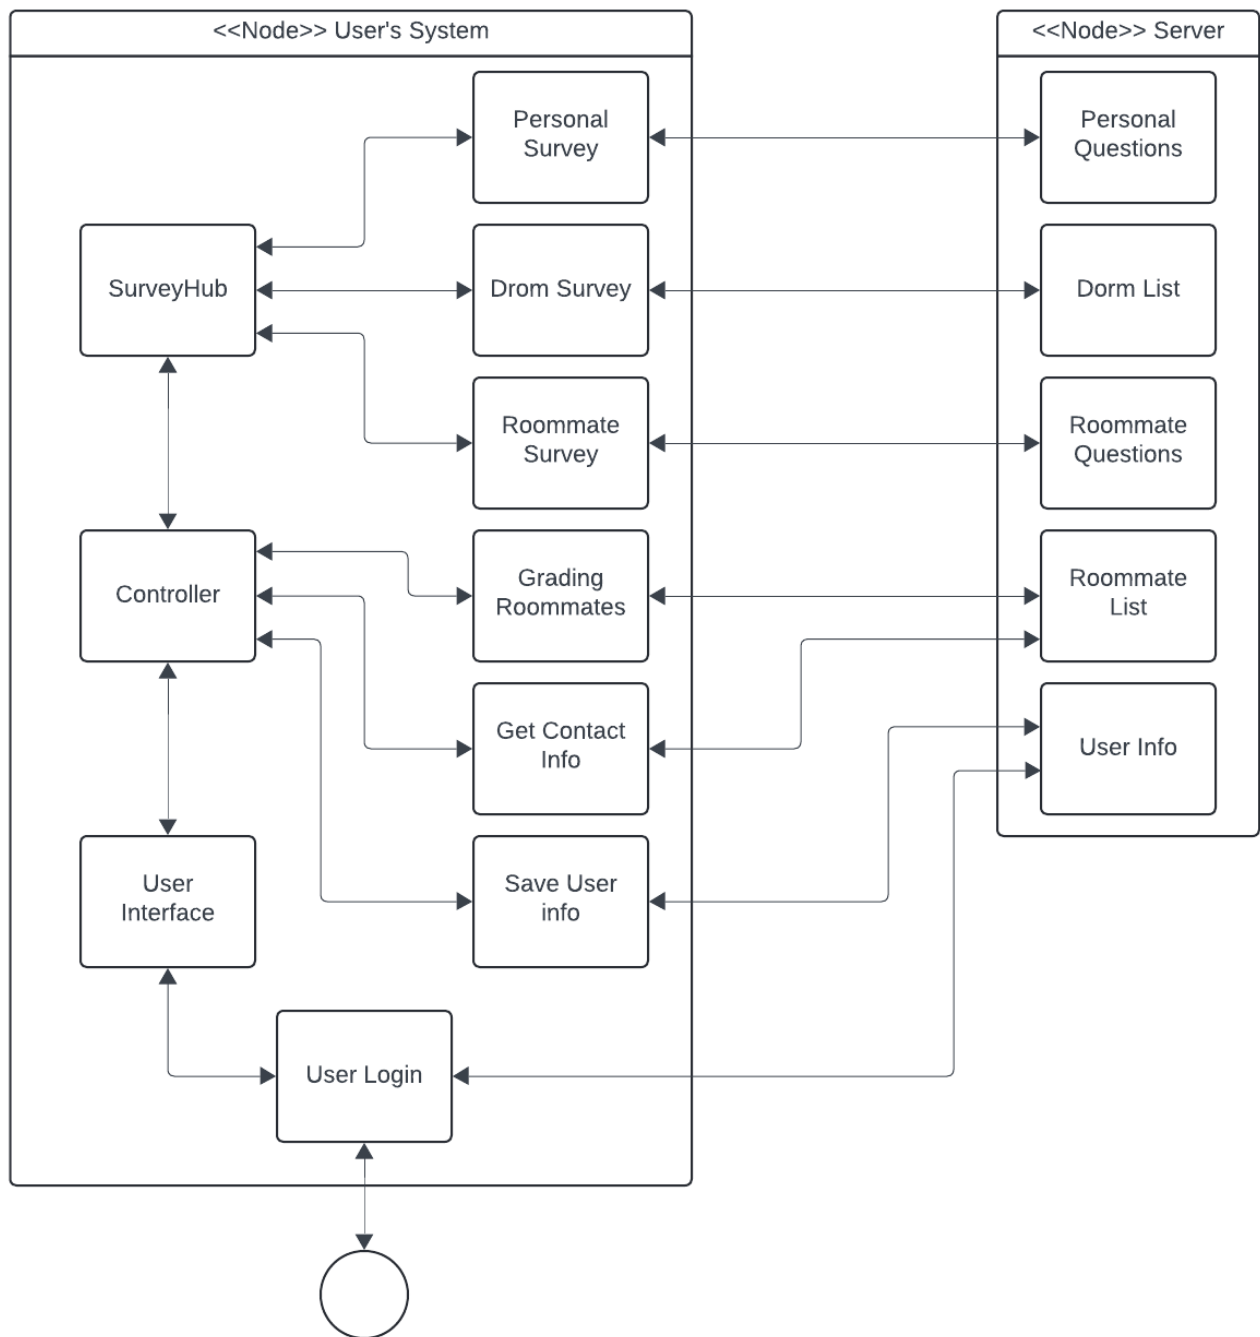 <<Node>> User's System
<<Node>> Server
Personal
Survey
Personal
Questions
SurveyHub
Drom Survey
Dorm List
Roommate
Survey
Roommate
Questions
Controller
Grading
Roommates
Roommate
List
Get Contact
Info
User Info
User
Interface
Save User
info
User Login